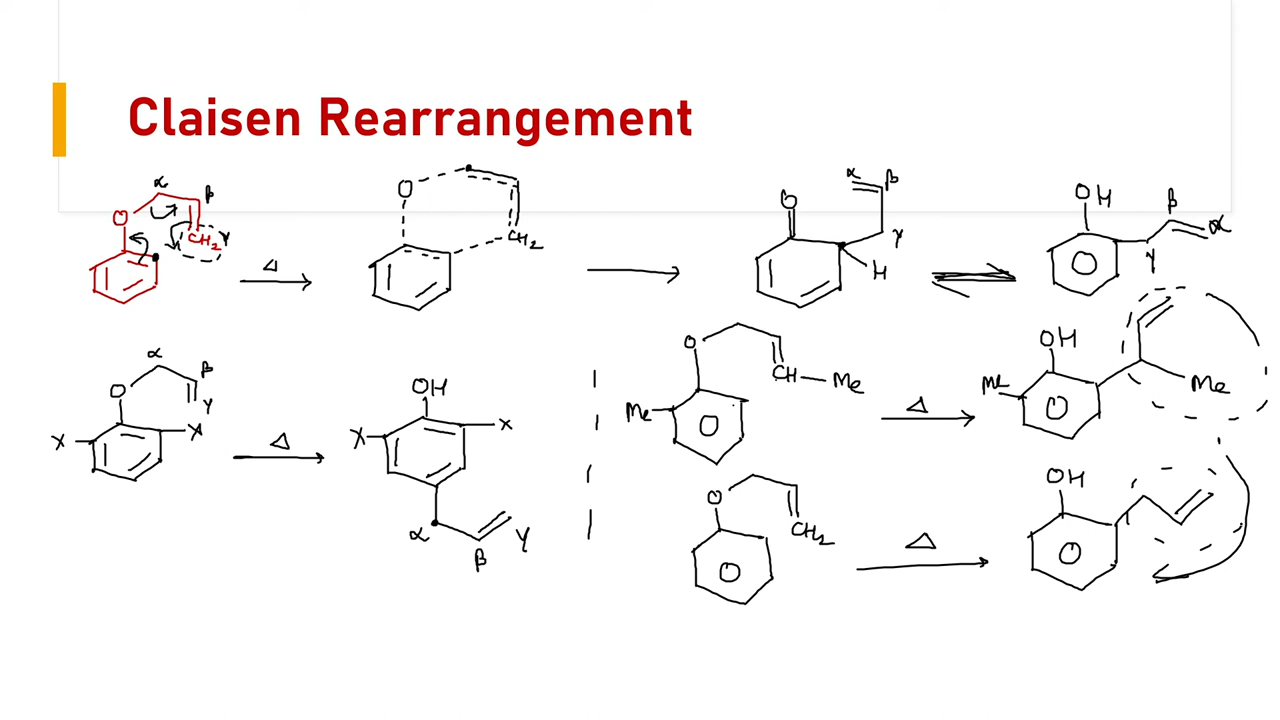 Claisen Rearrangement
α β O CH₂ γ Δ
O CH₂
O α β γ H
OH β α γ
α β γ O X X Δ
OH X X α β γ
O CH—Me Me Δ
OH Me Me
O CH₂ Δ
OH